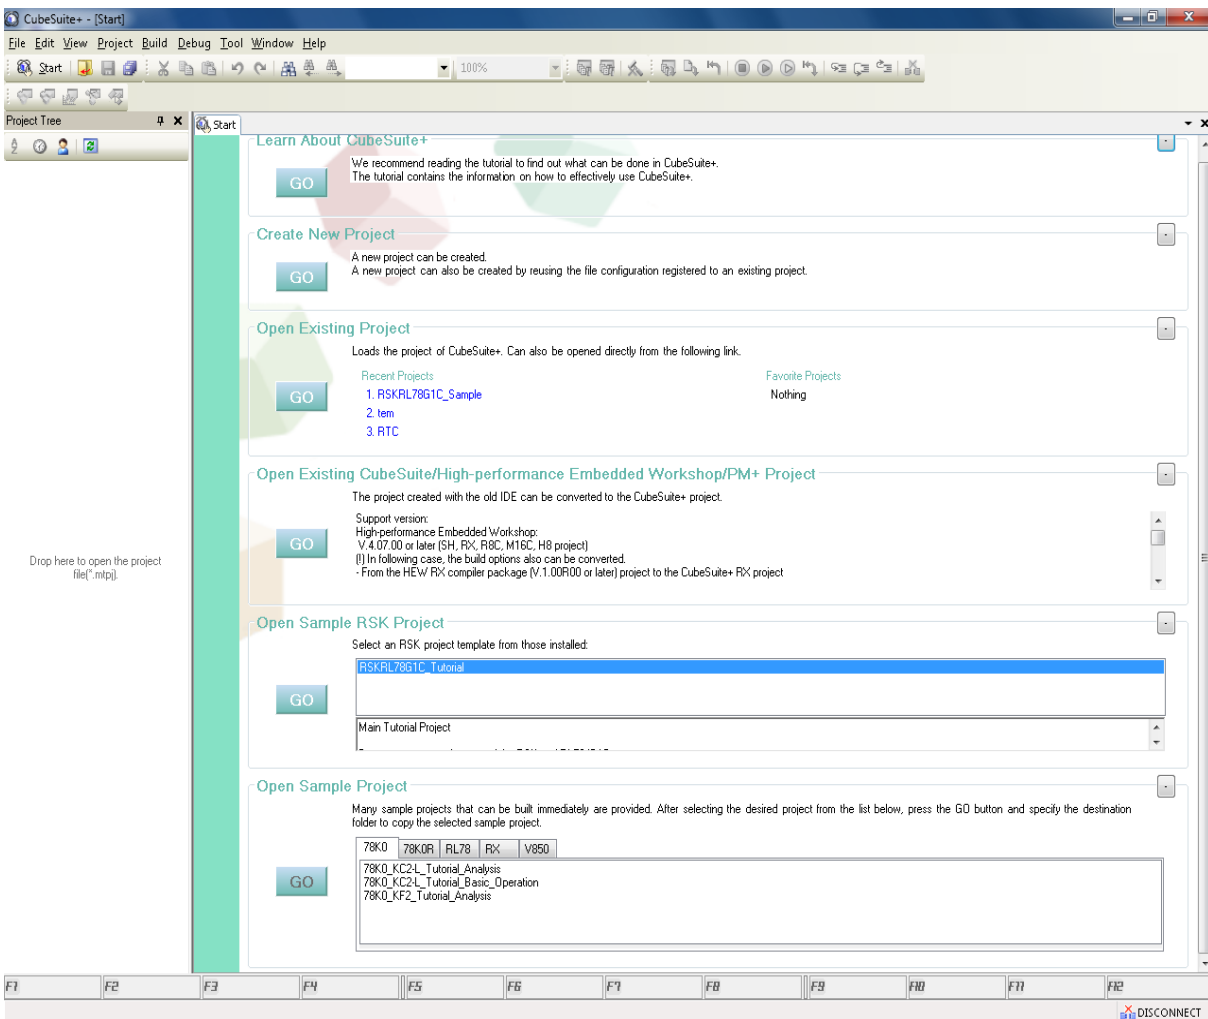 CubeSuite+ - [Start]
File Edit View Project Build Debug Tool Window Help
Start 100%
Project Tree
Start
Drop here to open the project
file(*.mtpj).
Learn About CubeSuite+
GO
We recommend reading the tutorial to find out what can be done in CubeSuite+.
The tutorial contains the information on how to effectively use CubeSuite+.
Create New Project
GO
A new project can be created.
A new project can also be created by reusing the file configuration registered to an existing project.
Open Existing Project
Loads the project of CubeSuite+. Can also be opened directly from the following link.
GO
Recent Projects
1. RSKRL78G1C_Sample
2. tem
3. RTC
Favorite Projects
Nothing
Open Existing CubeSuite/High-performance Embedded Workshop/PM+ Project
The project created with the old IDE can be converted to the CubeSuite+ project.
GO
Support version:
High-performance Embedded Workshop:
V.4.07.00 or later (SH, RX, R8C, M16C, H8 project)
(!) In following case, the build options also can be converted.
- From the HEW RX compiler package (V.1.00R00 or later) project to the CubeSuite+ RX project
Open Sample RSK Project
Select an RSK project template from those installed:
RSKRL78G1C_Tutorial
GO
Main Tutorial Project
Open Sample Project
Many sample projects that can be built immediately are provided. After selecting the desired project from the list below, press the GO button and specify the destination
folder to copy the selected sample project.
78K0 78K0R RL78 RX V850
GO
78K0_KC2-L_Tutorial_Analysis
78K0_KC2-L_Tutorial_Basic_Operation
78K0_KF2_Tutorial_Analysis
F1 F2 F3 F4 F5 F6 F7 F8 F9 F10 F11 F12
DISCONNECT